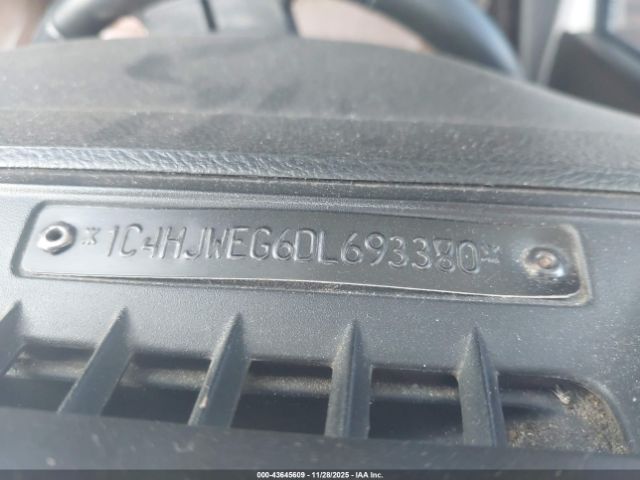 *1C4HJWEG6DL693380*
000-43645609 | 11/28/2025 | IAA Inc.